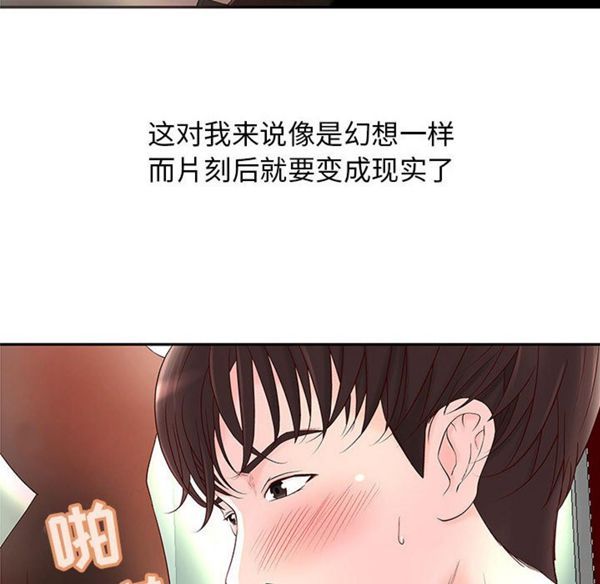 这对我来说像是幻想一样
而片刻后就要变成现实了
啪